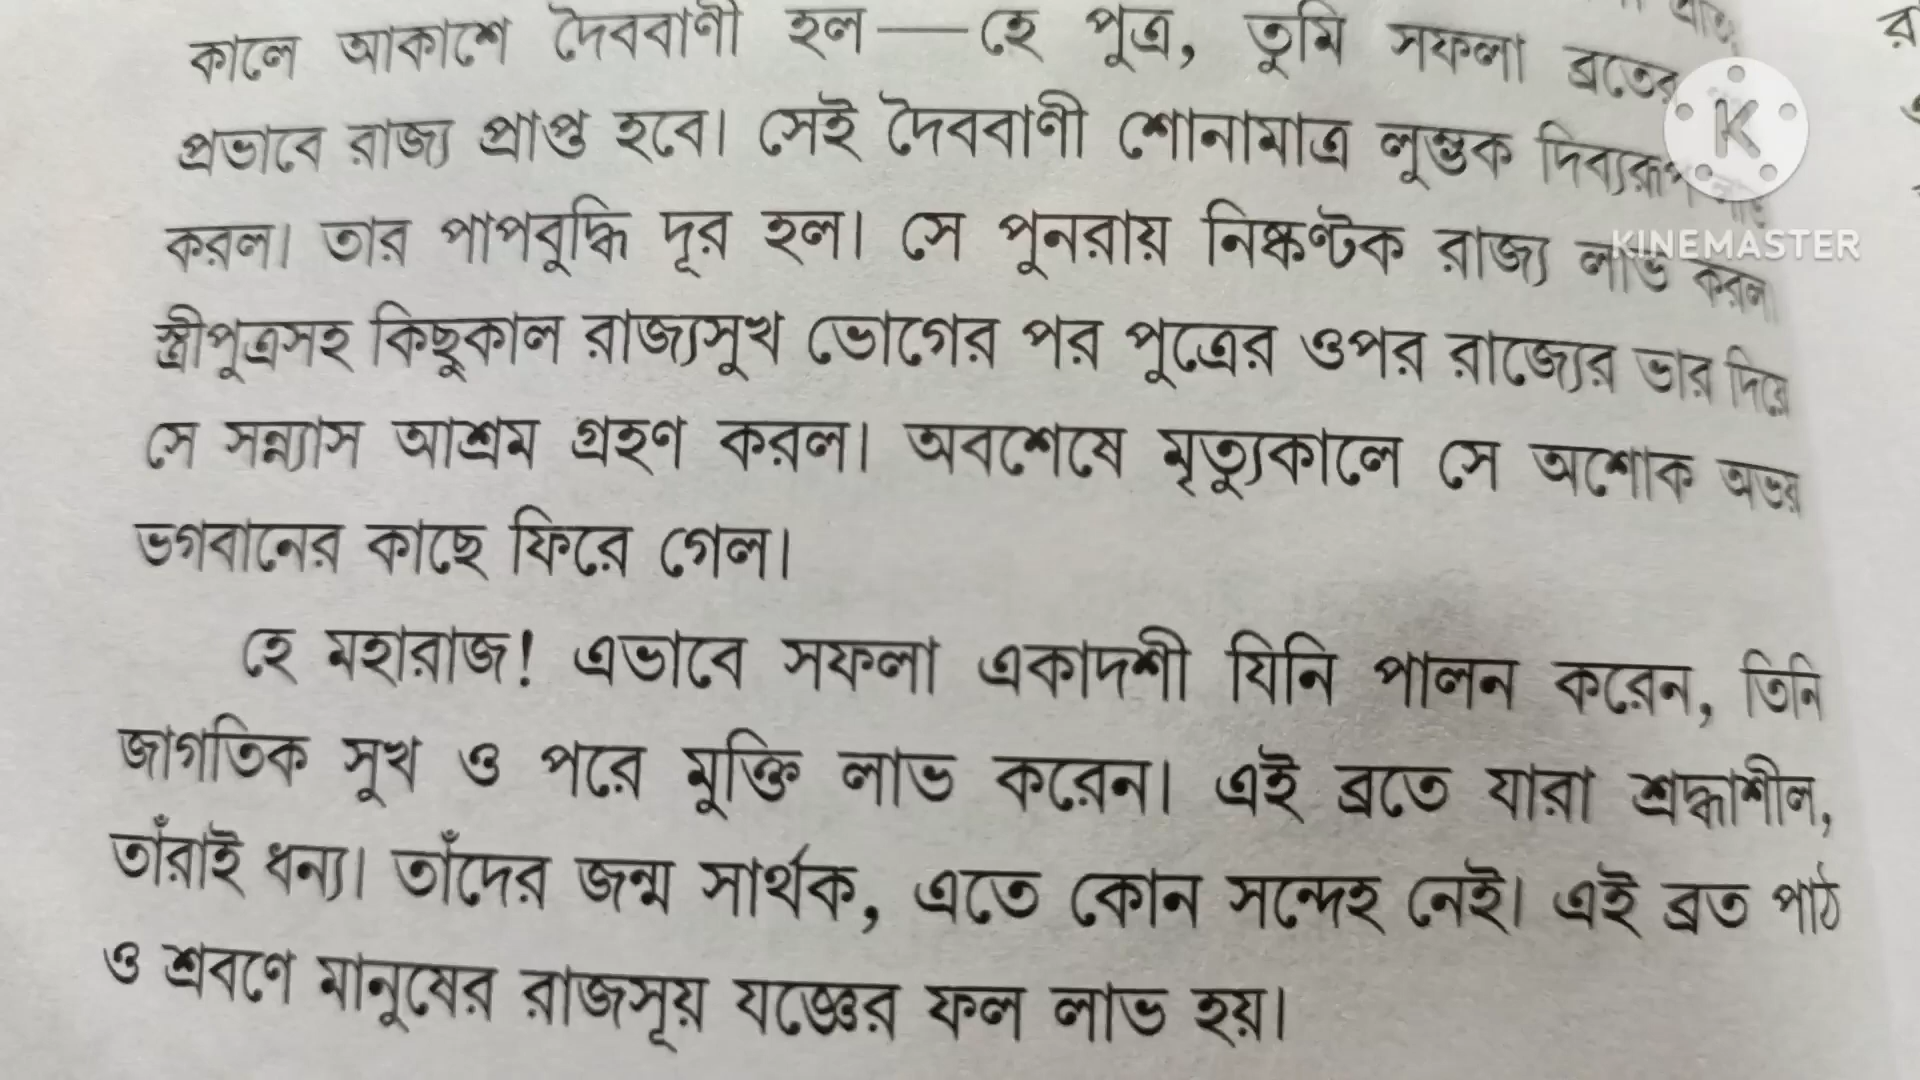 কালে আকাশে দৈববাণী হল—হে পুত্র, তুমি সফলা ব্রতের
প্রভাবে রাজ্য প্রাপ্ত হবে। সেই দৈববাণী শোনামাত্র লুম্ভক দিব্যরূপ
করল। তার পাপবুদ্ধি দূর হল। সে পুনরায় নিষ্কণ্টক রাজ্য লাভ করল
স্ত্রীপুত্রসহ কিছুকাল রাজ্যসুখ ভোগের পর পুত্রের ওপর রাজ্যের ভার দিয়ে
সে সন্ন্যাস আশ্রম গ্রহণ করল। অবশেষে মৃত্যুকালে সে অশোক অভয়
ভগবানের কাছে ফিরে গেল।
হে মহারাজ! এভাবে সফলা একাদশী যিনি পালন করেন, তিনি
জাগতিক সুখ ও পরে মুক্তি লাভ করেন। এই ব্রতে যারা শ্রদ্ধাশীল,
তাঁরাই ধন্য। তাঁদের জন্ম সার্থক, এতে কোন সন্দেহ নেই। এই ব্রত পাঠ
ও শ্রবণে মানুষের রাজসূয় যজ্ঞের ফল লাভ হয়।
K
KINEMASTER